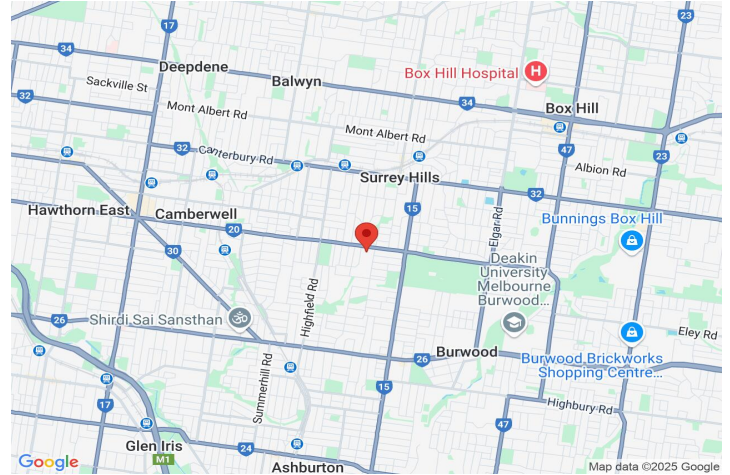 17
23
34
Deepdene
Balwyn
Box Hill Hospital
H
Sackville St
32
Mont Albert Rd
34
Box Hill
Mont Albert Rd
47
32
Canterbury Rd
23
Albion Rd
Surrey Hills
32
Hawthorn East
Camberwell
15
Elgar Rd
Bunnings Box Hill
20
30
Deakin
University
Melbourne
Burwood...
Highfield Rd
26
Shirdi Sai Sansthan
ॐ
Eley Rd
Burwood
26
Burwood Brickworks
Shopping Centre...
Summerhill Rd
15
17
Highbury Rd
47
Glen Iris
M1
24
Ashburton
Google
Map data ©2025 Google